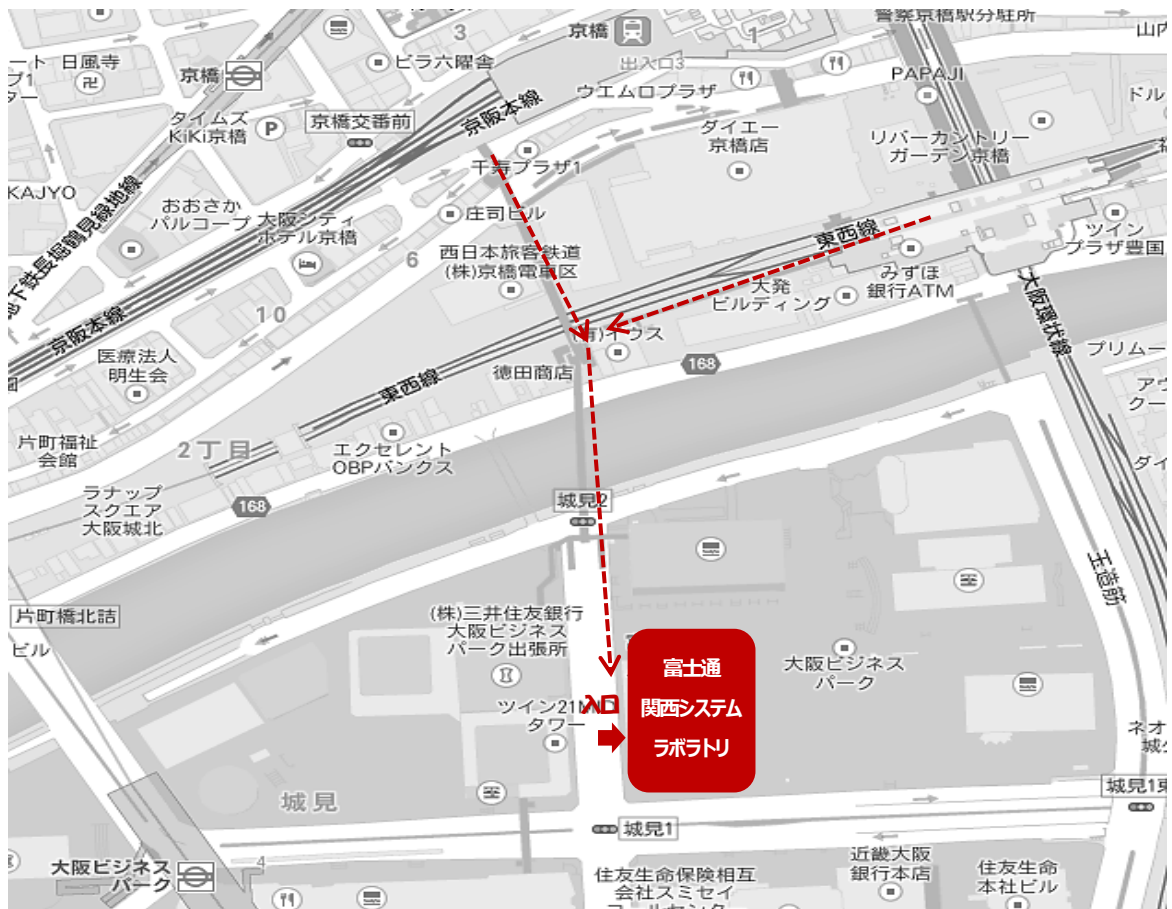 3
京橋
1
警察京橋駅分駐所
山内
ート 日風寺
ビラ六曜舎
出入口3
京橋
PAPAJI
ウエムロプラザ
タイムズ
KiKi京橋
P
京橋交番前
京阪本線
ダイエー
京橋店
ドル
リバーカントリー
ガーデン京橋
千寿プラザ1
KAJYO
おおさか
パルコープ
大阪シティ
ホテル京橋
庄司ビル
地下鉄長堀鶴見緑地線
6
西日本旅客鉄道
(株)京橋電車区
東西線
みずほ
銀行ATM
ツイン
プラザ豊国
大発
ビルディング
大阪環状線
10
京阪本線
(有)イウス
医療法人
明生会
徳田商店
168
プリムー
東西線
片町福祉
会館
2丁目
エクセレント
OBPバンクス
ラナップ
スクエア
大阪城北
168
城見2
玉造筋
片町橋北詰
ビル
(株)三井住友銀行
大阪ビジネス
パーク出張所
大阪ビジネス
パーク
富士通
関西システム
ラボラトリ
入口
ツイン21MID
タワー
ネオ
城見
城見1東
城見1
大阪ビジネス
パーク
4
近畿大阪
銀行本店
住友生命
本社ビル
住友生命保険相互
会社スミセイ